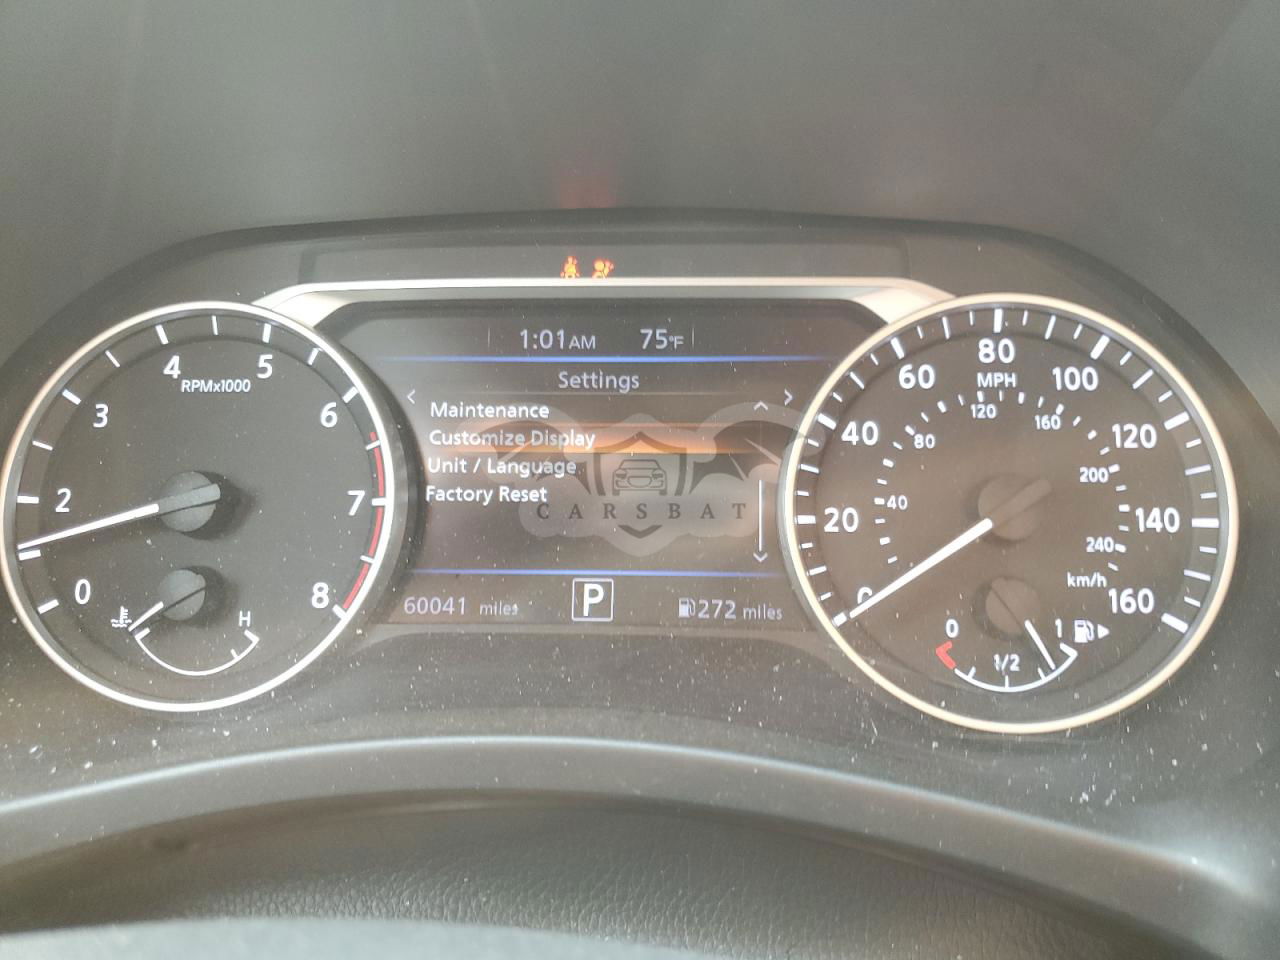 1:01AM 75°F
Settings
< >
Maintenance
Customize Display
Unit / Language
Factory Reset
CARSBAT
60041 miles P 272 miles
0 2 3 4 5 6 7 8
RPMx1000
H
0 20 40 60 80 100 120 140 160
MPH
40 80 120 160 200 240
km/h
0 1/2 1